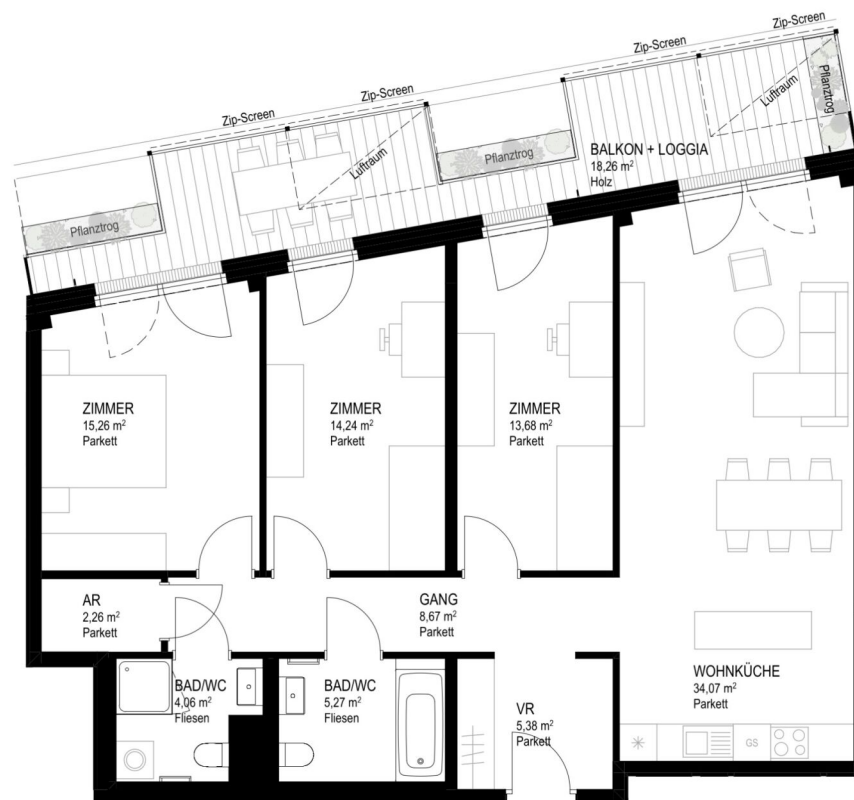 Zip-Screen
Zip-Screen
Zip-Screen
Zip-Screen
Pflanztrog
Luftraum
Luftraum
Pflanztrog
Pflanztrog
BALKON + LOGGIA
18,26 m²
Holz
ZIMMER
15,26 m²
Parkett
ZIMMER
14,24 m²
Parkett
ZIMMER
13,68 m²
Parkett
AR
2,26 m²
Parkett
GANG
8,67 m²
Parkett
BAD/WC
4,06 m²
Fliesen
BAD/WC
5,27 m²
Fliesen
VR
5,38 m²
Parkett
WOHNKÜCHE
34,07 m²
Parkett
GS